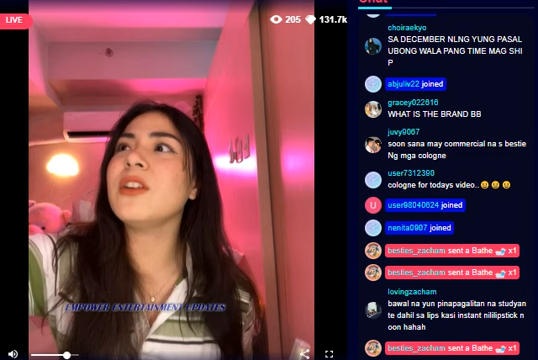 LIVE
205 131.7k
Chat
choiraekyo
SA DECEMBER NLNG YUNG PASAL
UBONG WALA PANG TIME MAG SHI
P
abjuliv22 joined
gracey022616
WHAT IS THE BRAND BB
juvy9067
soon sana may commercial na s bestie
Ng mga cologne
user7312390
cologne for todays video..
U user98040624 joined
nenita0907 joined
besties_zacham sent a Bathe x1
besties_zacham sent a Bathe x1
lovingzacham
bawal na yun pinapagalitan na studyan
te dahil sa lips kasi instant nililipstick n
oon hahah
besties_zacham sent a Bathe x1
EMPOWER ENTERTAINMENT UPDATES